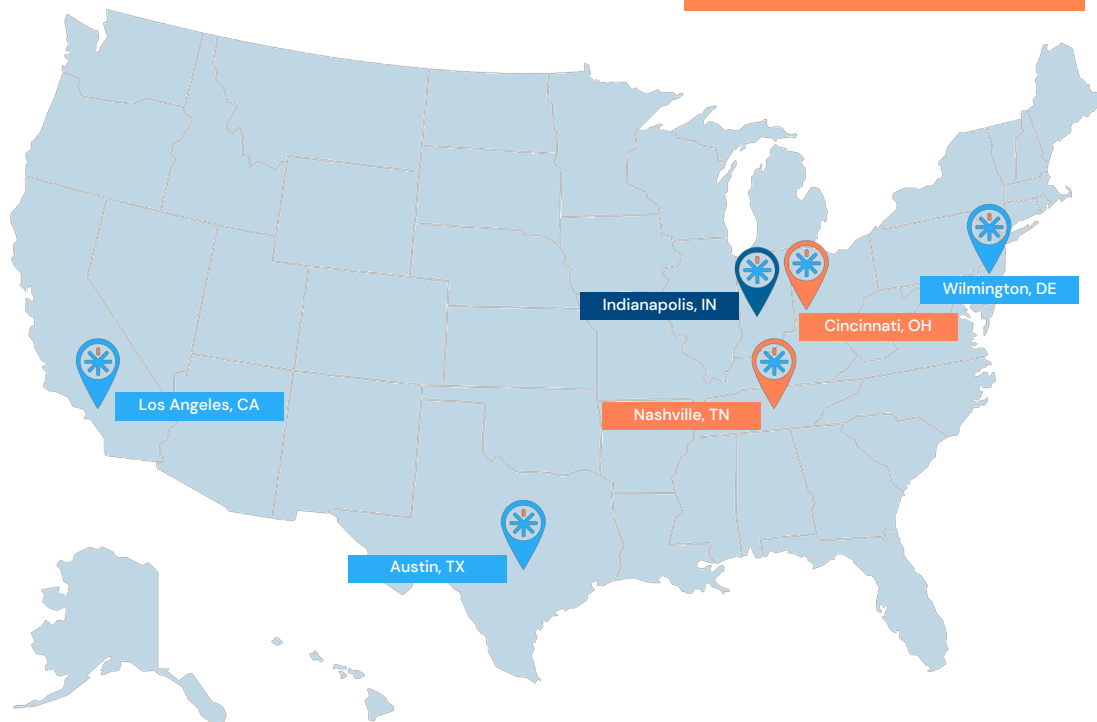 Wilmington, DE
Indianapolis, IN
Cincinnati, OH
Los Angeles, CA
Nashville, TN
Austin, TX